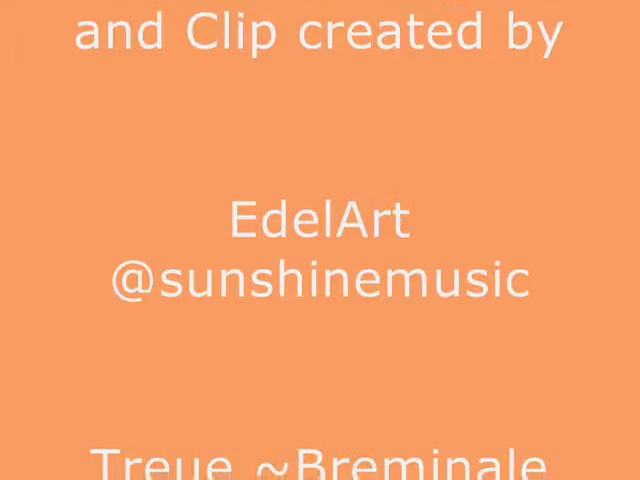 and Clip created by
EdelArt
@sunshinemusic
Treue ~Breminale